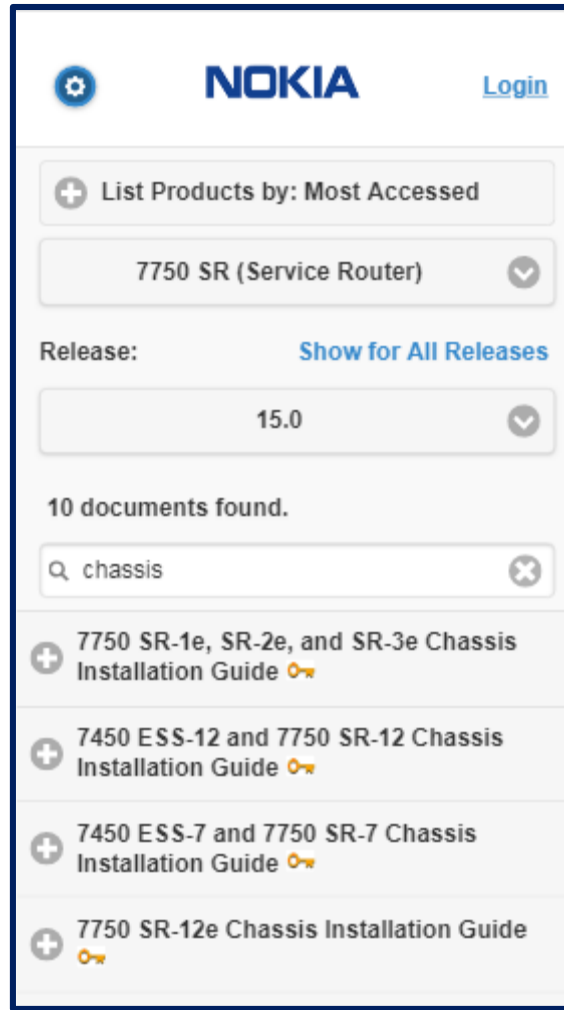 NOKIA
Login
List Products by: Most Accessed
7750 SR (Service Router)
Release:
Show for All Releases
15.0
10 documents found.
chassis
7750 SR-1e, SR-2e, and SR-3e Chassis
Installation Guide
7450 ESS-12 and 7750 SR-12 Chassis
Installation Guide
7450 ESS-7 and 7750 SR-7 Chassis
Installation Guide
7750 SR-12e Chassis Installation Guide